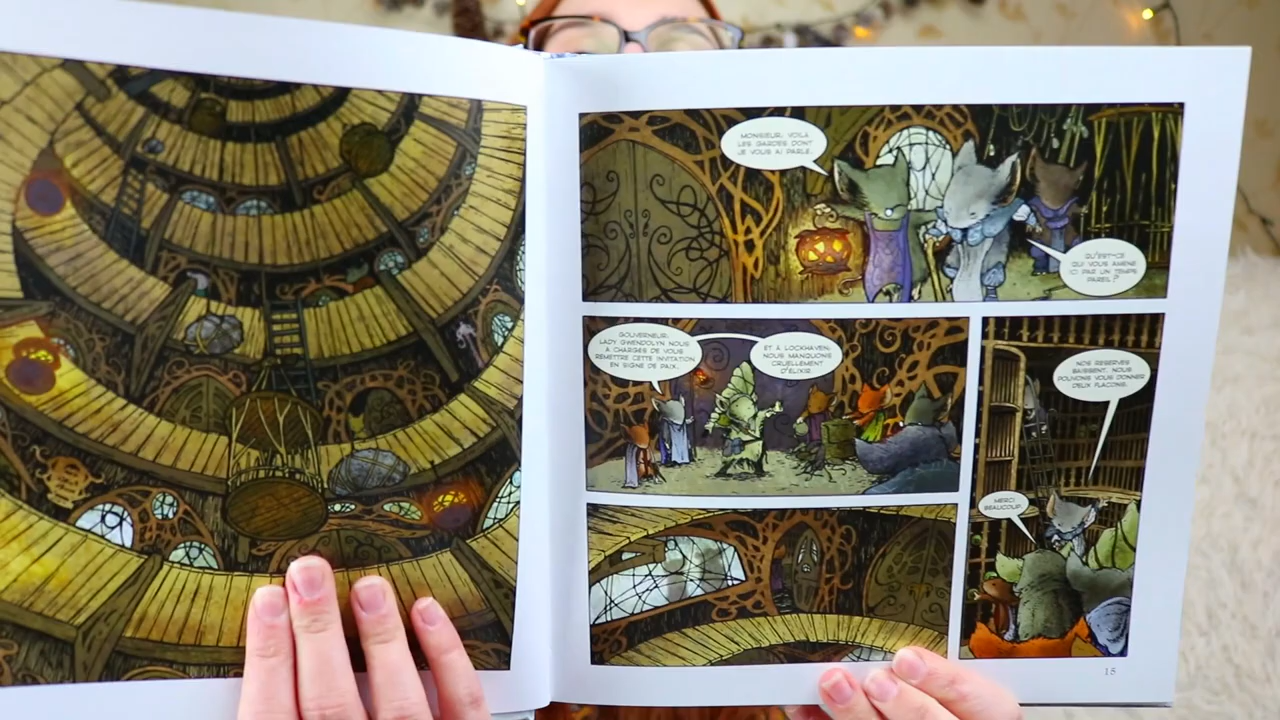 MONSIEUR, VOILÀ
LES GARDES DONT
JE VOUS AI PARLÉ.
QU'EST-CE
QUI VOUS AMÈNE
ICI PAR UN TEMPS
PAREIL ?
GOUVERNEUR,
LADY GWENDOLYN NOUS
A CHARGÉS DE VOUS
REMETTRE CETTE INVITATION
EN SIGNE DE PAIX.
ET À LOCKHAVEN,
NOUS MANQUONS
CRUELLEMENT
D'ÉLIXIR.
NOS RÉSERVES
BAISSENT, NOUS
POUVONS VOUS DONNER
DEUX FLACONS.
MERCI
BEAUCOUP.
15